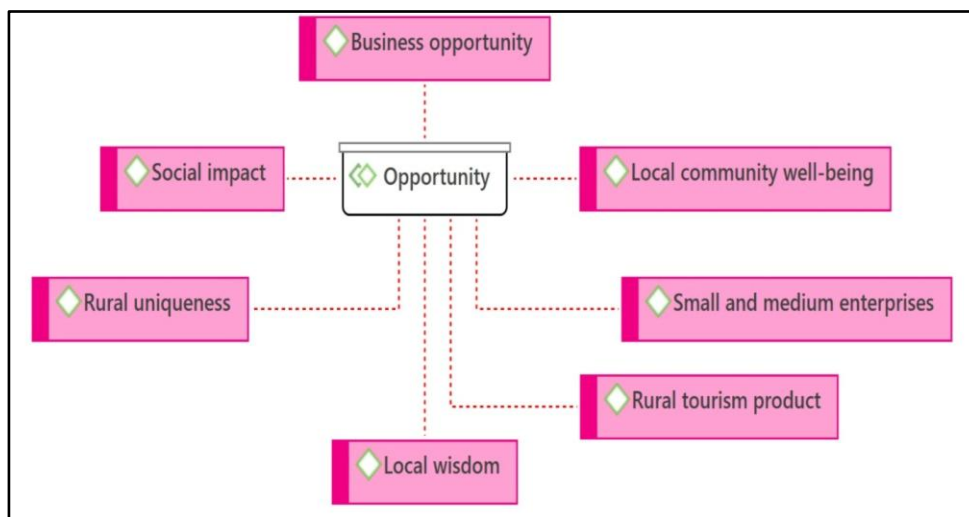 Business opportunity
Social impact
Opportunity
Local community well-being
Rural uniqueness
Small and medium enterprises
Rural tourism product
Local wisdom